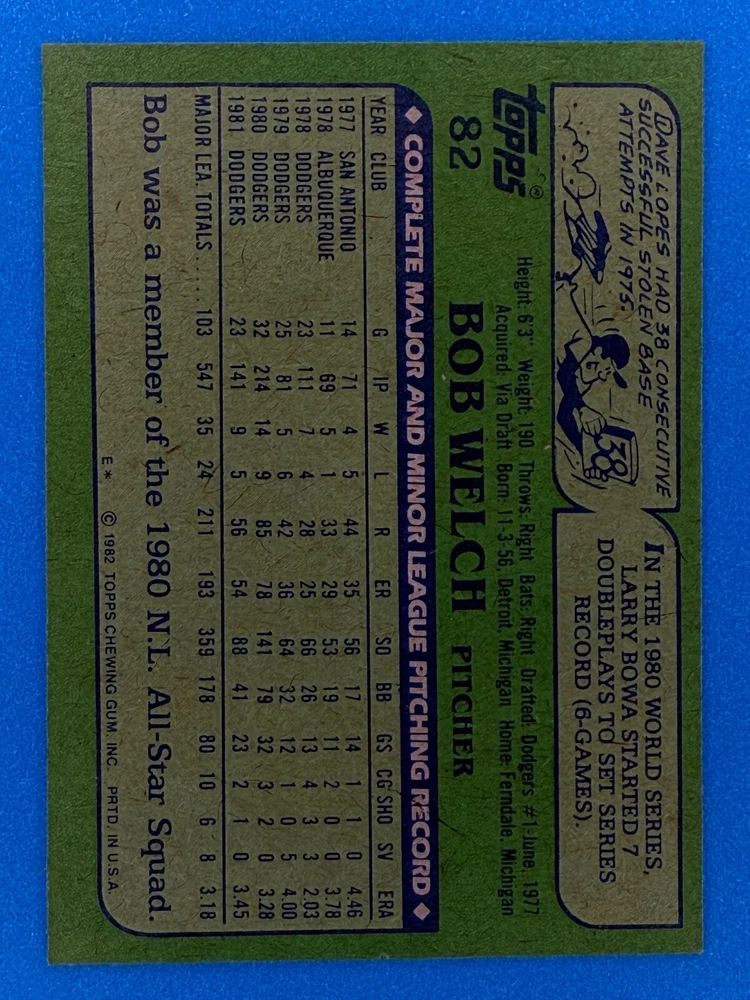 DAVE LOPES HAD 38 CONSECUTIVE
SUCCESSFUL STOLEN BASE
ATTEMPTS IN 1975.
38
IN THE 1980 WORLD SERIES,
LARRY BOWA STARTED 7
DOUBLEPLAYS TO SET SERIES
RECORD (6-GAMES).
topps®
82
Height: 6'3" Weight: 190 Throws: Right Bats: Right Drafted: Dodgers #1-June, 1977
Acquired: Via Draft Born: 11-3-56, Detroit, Michigan Home: Ferndale, Michigan
BOB WELCH PITCHER
◆ COMPLETE MAJOR AND MINOR LEAGUE PITCHING RECORD ◆
YEAR CLUB G IP W L R ER SO BB GS CG SHO SV ERA
1977 SAN ANTONIO 14 71 4 5 44 35 56 17 14 1 1 0 4.46
1978 ALBUQUERQUE 11 69 5 1 33 29 53 19 11 2 0 0 3.78
1978 DODGERS 23 111 7 4 28 25 66 26 13 4 3 3 2.03
1979 DODGERS 25 81 5 6 42 36 64 32 12 1 0 5 4.00
1980 DODGERS 32 214 14 9 85 78 141 79 32 3 2 0 3.28
1981 DODGERS 23 141 9 5 56 54 88 41 23 2 1 0 3.45
MAJOR LEA. TOTALS..... 103 547 35 24 211 193 359 178 80 10 6 8 3.18
Bob was a member of the 1980 N.L. All-Star Squad.
E* © 1982 TOPPS CHEWING GUM, INC. PRTD. IN U.S.A.